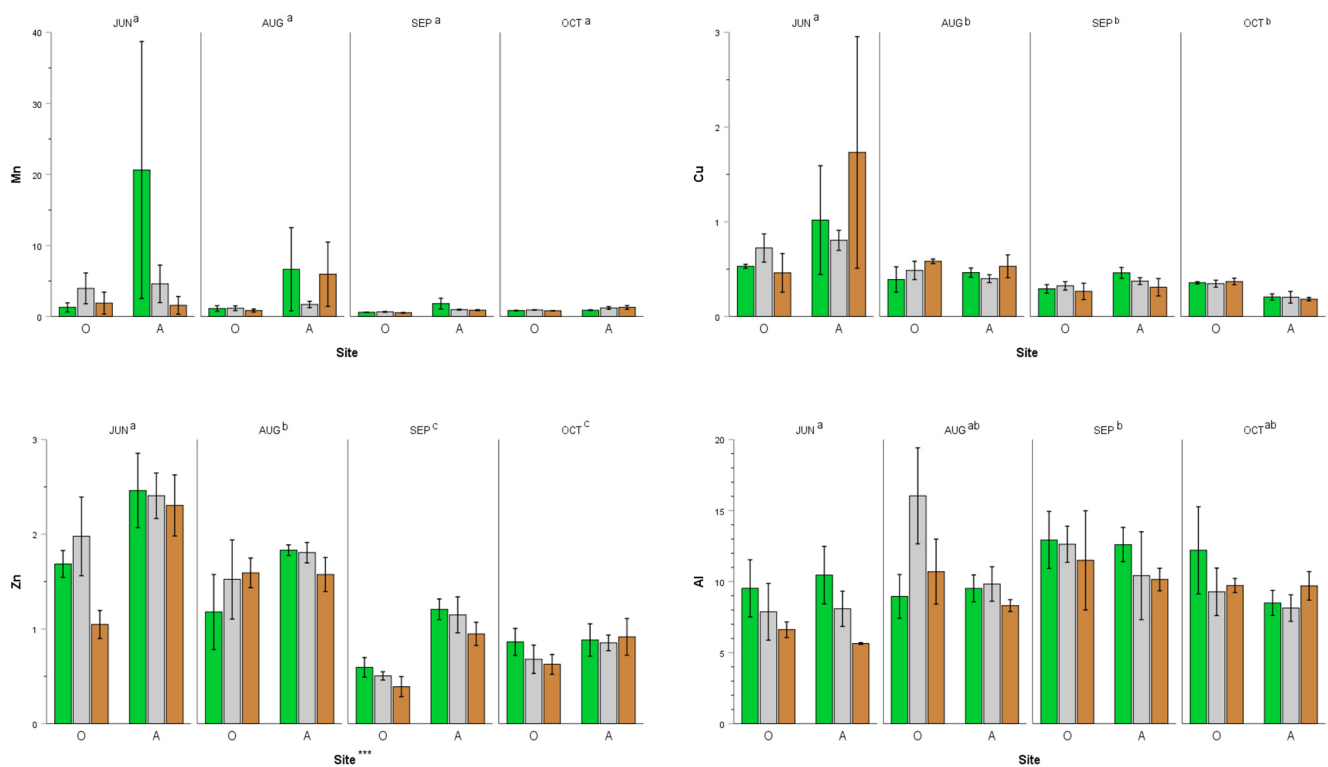 JUN a AUG a SEP a OCT a
40
30
20
10
0
Mn
O A O A O A O A
Site
JUN a AUG b SEP b OCT b
3
2
1
0
Cu
O A O A O A O A
Site
JUN a AUG b SEP c OCT c
3
2
1
0
Zn
O A O A O A O A
Site ***
JUN a AUG ab SEP b OCT ab
20
15
10
5
0
Al
O A O A O A O A
Site